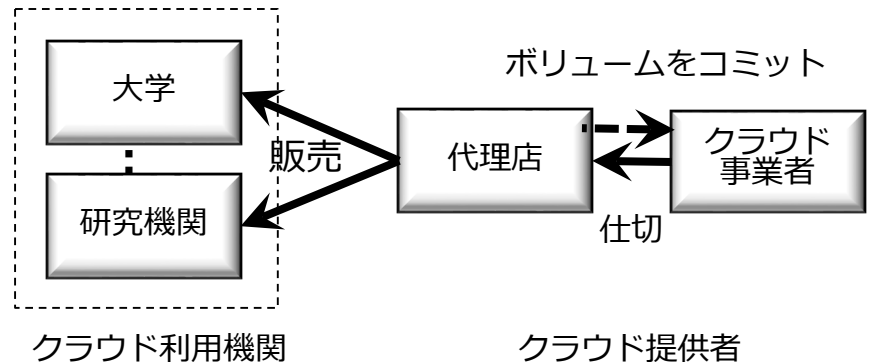 大学
研究機関
販売
代理店
ボリュームをコミット
クラウド
事業者
仕切
クラウド利用機関
クラウド提供者